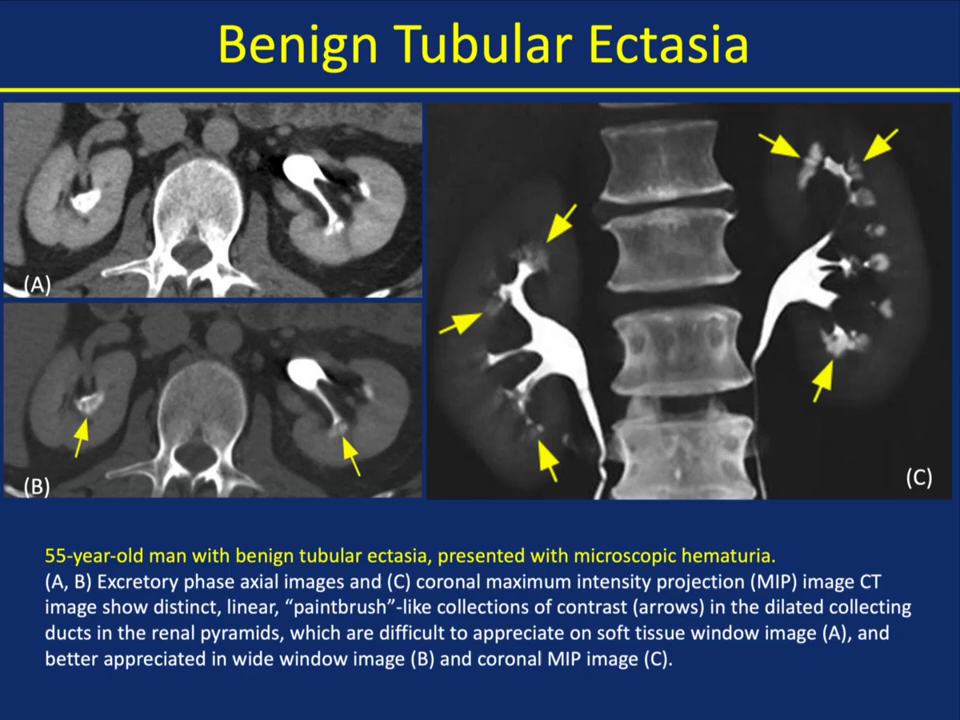 Benign Tubular Ectasia
(A)
(B)
(C)
55-year-old man with benign tubular ectasia, presented with microscopic hematuria.
(A, B) Excretory phase axial images and (C) coronal maximum intensity projection (MIP) image CT
image show distinct, linear, “paintbrush”-like collections of contrast (arrows) in the dilated collecting
ducts in the renal pyramids, which are difficult to appreciate on soft tissue window image (A), and
better appreciated in wide window image (B) and coronal MIP image (C).